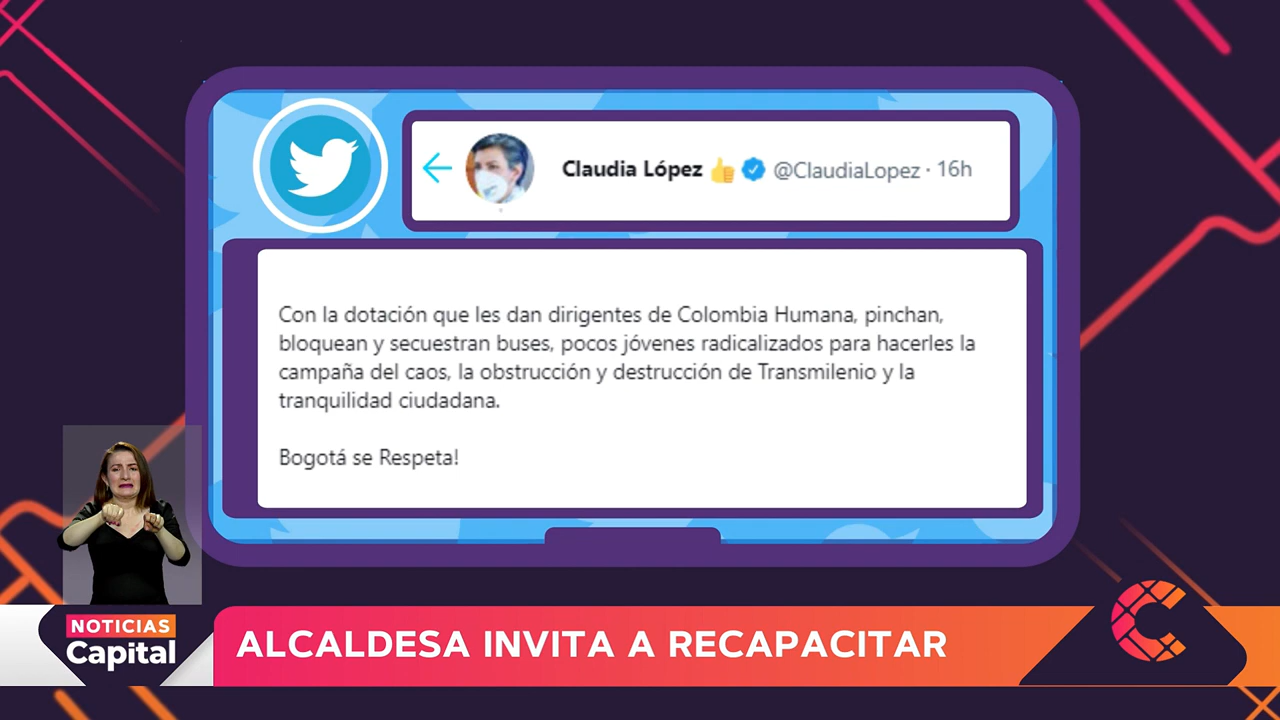 Claudia López 👍 @ClaudiaLopez · 16h
Con la dotación que les dan dirigentes de Colombia Humana, pinchan,
bloquean y secuestran buses, pocos jóvenes radicalizados para hacerles la
campaña del caos, la obstrucción y destrucción de Transmilenio y la
tranquilidad ciudadana.
Bogotá se Respeta!
NOTICIAS
Capital
ALCALDESA INVITA A RECAPACITAR